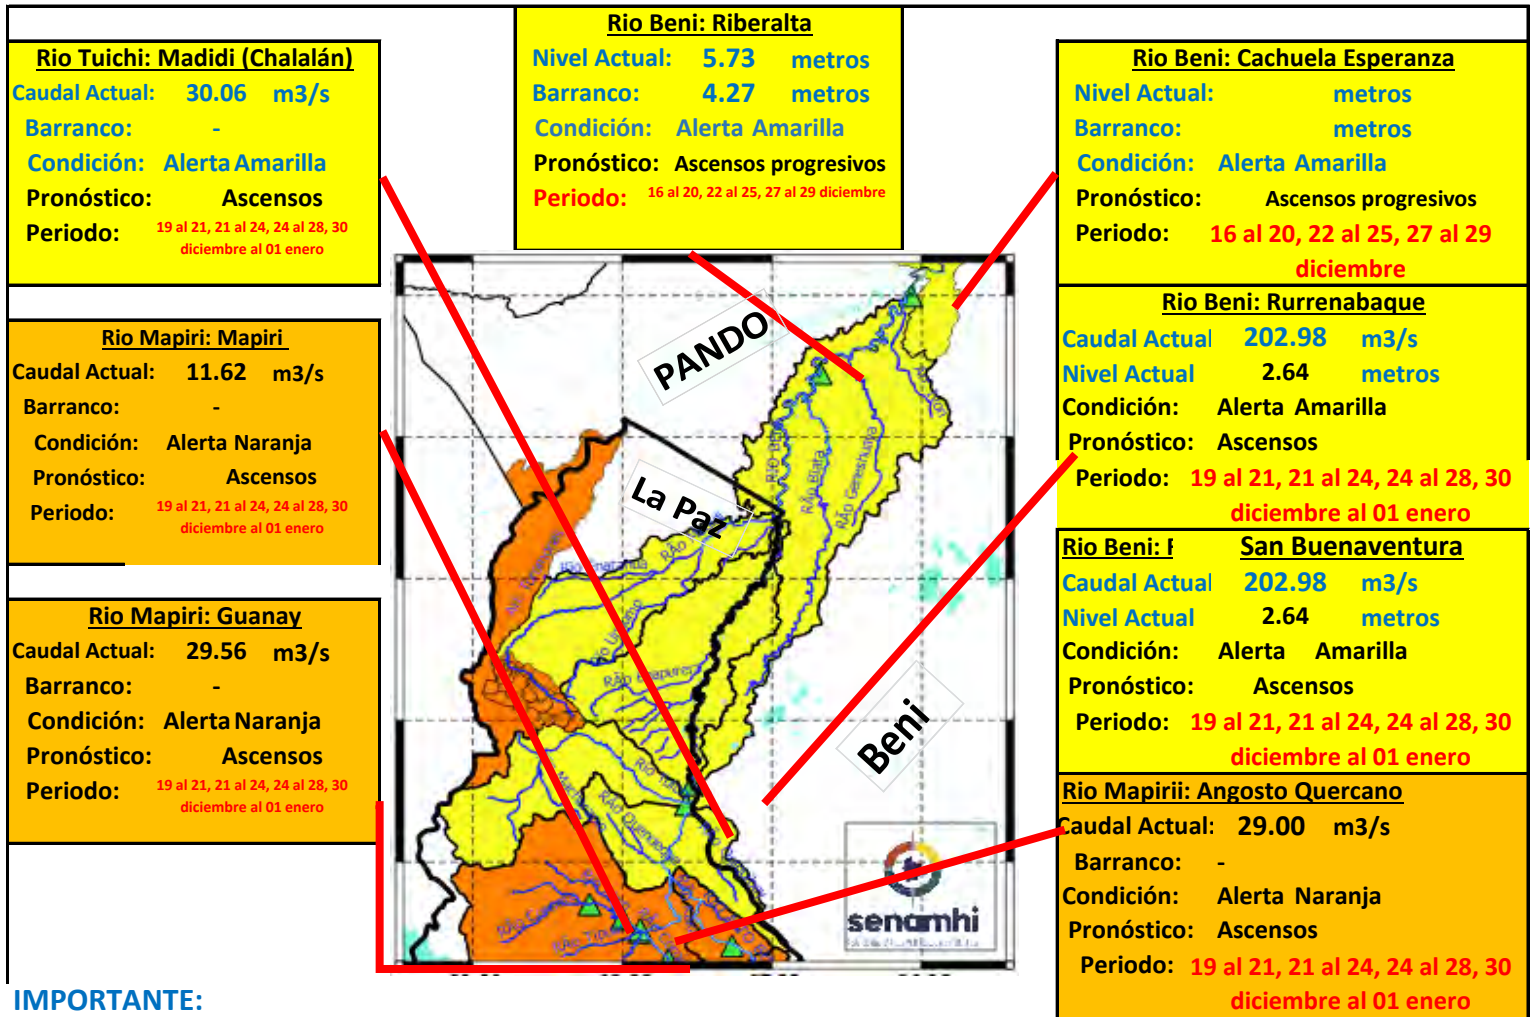 Rio Beni: Riberalta
Nivel Actual: 5.73 metros
Barranco: 4.27 metros
Condición: Alerta Amarilla
Pronóstico: Ascensos progresivos
Periodo: 16 al 20, 22 al 25, 27 al 29 diciembre
Rio Tuichi: Madidi (Chalalán)
Caudal Actual: 30.06 m3/s
Barranco: -
Condición: Alerta Amarilla
Pronóstico: Ascensos
Periodo: 19 al 21, 21 al 24, 24 al 28, 30
diciembre al 01 enero
Rio Mapiri: Mapiri
Caudal Actual: 11.62 m3/s
Barranco: -
Condición: Alerta Naranja
Pronóstico: Ascensos
Periodo: 19 al 21, 21 al 24, 24 al 28, 30
diciembre al 01 enero
Rio Mapiri: Guanay
Caudal Actual: 29.56 m3/s
Barranco: -
Condición: Alerta Naranja
Pronóstico: Ascensos
Periodo: 19 al 21, 21 al 24, 24 al 28, 30
diciembre al 01 enero
PANDO
La Paz
Beni
RÃo Biata
RÃo Geneshuaya
senamhi
Rio Beni: Cachuela Esperanza
Nivel Actual: metros
Barranco: metros
Condición: Alerta Amarilla
Pronóstico: Ascensos progresivos
Periodo: 16 al 20, 22 al 25, 27 al 29
diciembre
Rio Beni: Rurrenabaque
Caudal Actual 202.98 m3/s
Nivel Actual 2.64 metros
Condición: Alerta Amarilla
Pronóstico: Ascensos
Periodo: 19 al 21, 21 al 24, 24 al 28, 30
diciembre al 01 enero
Rio Beni: San Buenaventura
Caudal Actual 202.98 m3/s
Nivel Actual 2.64 metros
Condición: Alerta Amarilla
Pronóstico: Ascensos
Periodo: 19 al 21, 21 al 24, 24 al 28, 30
diciembre al 01 enero
Rio Mapirii: Angosto Quercano
Caudal Actual: 29.00 m3/s
Barranco: -
Condición: Alerta Naranja
Pronóstico: Ascensos
Periodo: 19 al 21, 21 al 24, 24 al 28, 30
diciembre al 01 enero
IMPORTANTE: